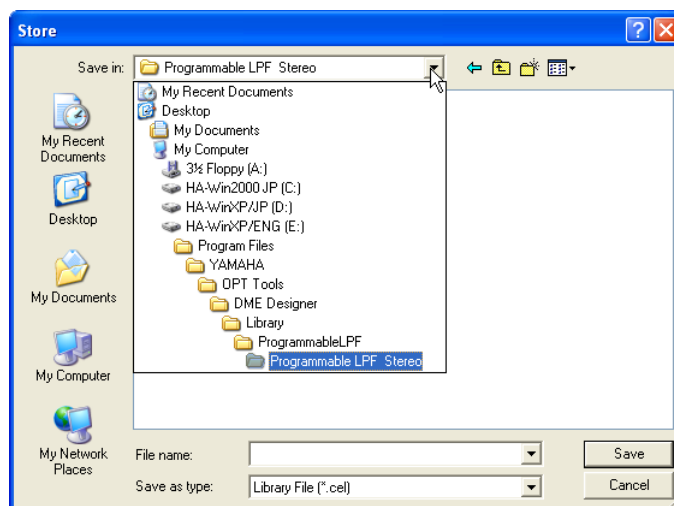 Store
Save in: Programmable LPF  Stereo
My Recent Documents
Desktop
My Documents
My Computer
3½ Floppy (A:)
HA-Win2000 JP (C:)
HA-WinXP/JP (D:)
HA-WinXP/ENG (E:)
Program Files
YAMAHA
OPT Tools
DME Designer
Library
ProgrammableLPF
Programmable LPF  Stereo
My Recent
Documents
Desktop
My Documents
My Computer
My Network
Places
File name:
Save
Save as type: Library File (*.cel)
Cancel